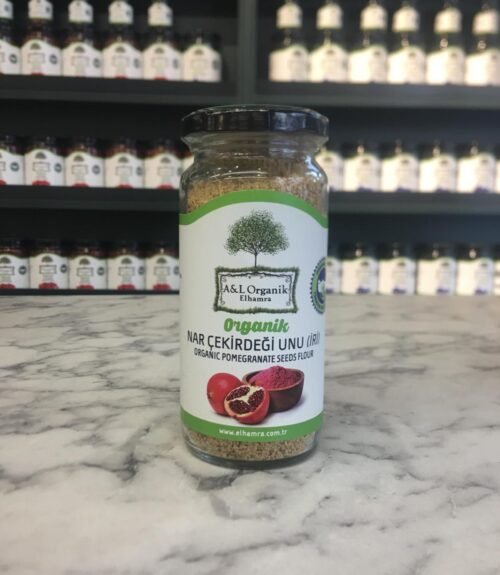 A&L Organik
Elhamra
Organik
NAR ÇEKİRDEĞİ UNU (İRİ)
ORGANIC POMEGRANATE SEEDS FLOUR
www.elhamra.com.tr